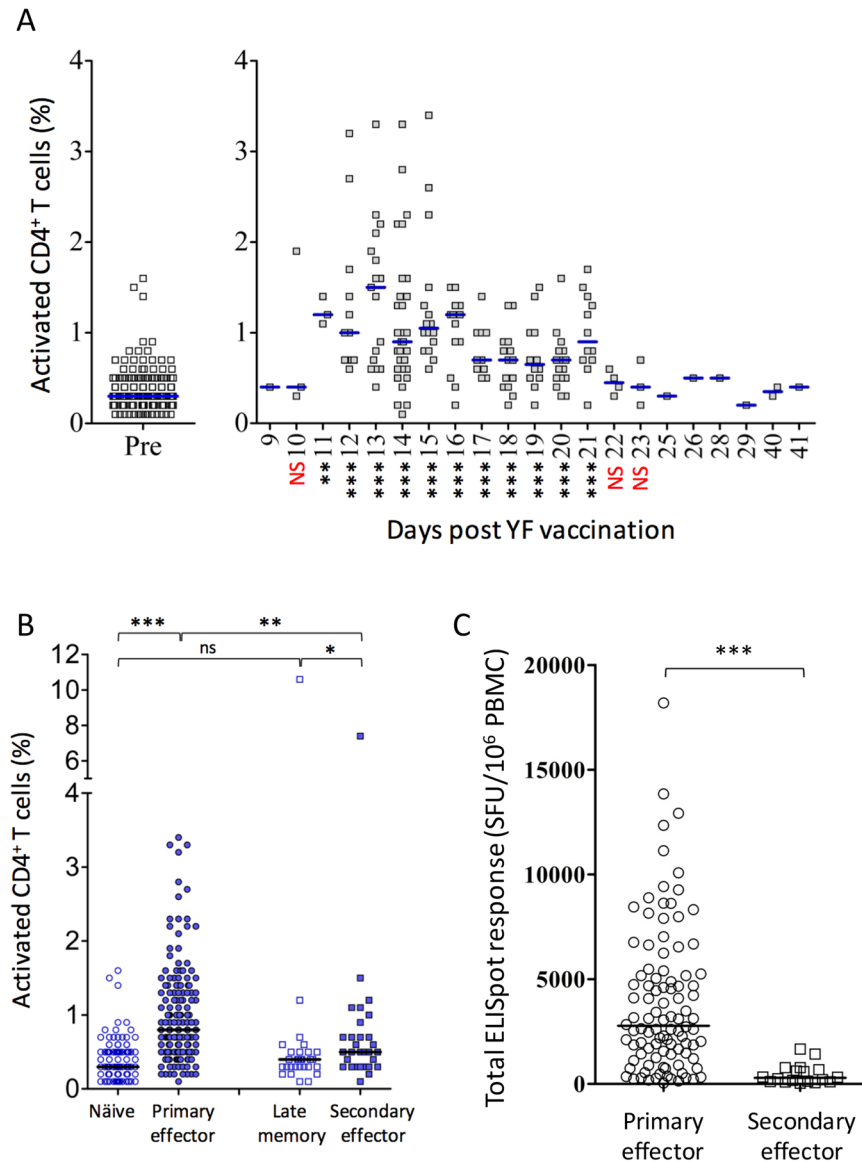 A
Activated CD4⁺ T cells (%)
4
3
2
1
0
Pre
4
3
2
1
0
9 10 11 12 13 14 15 16 17 18 19 20 21 22 23 25 26 28 29 40 41
NS ** *** *** *** *** *** *** *** *** *** *** NS NS
Days post YF vaccination
B
Activated CD4⁺ T cells (%)
*** **
ns *
12
10
8
6
4
3
2
1
0
Näive Primary effector Late memory Secondary effector
C
Total ELISpot response (SFU/10⁶ PBMC)
***
20000
15000
10000
5000
0
Primary effector Secondary effector